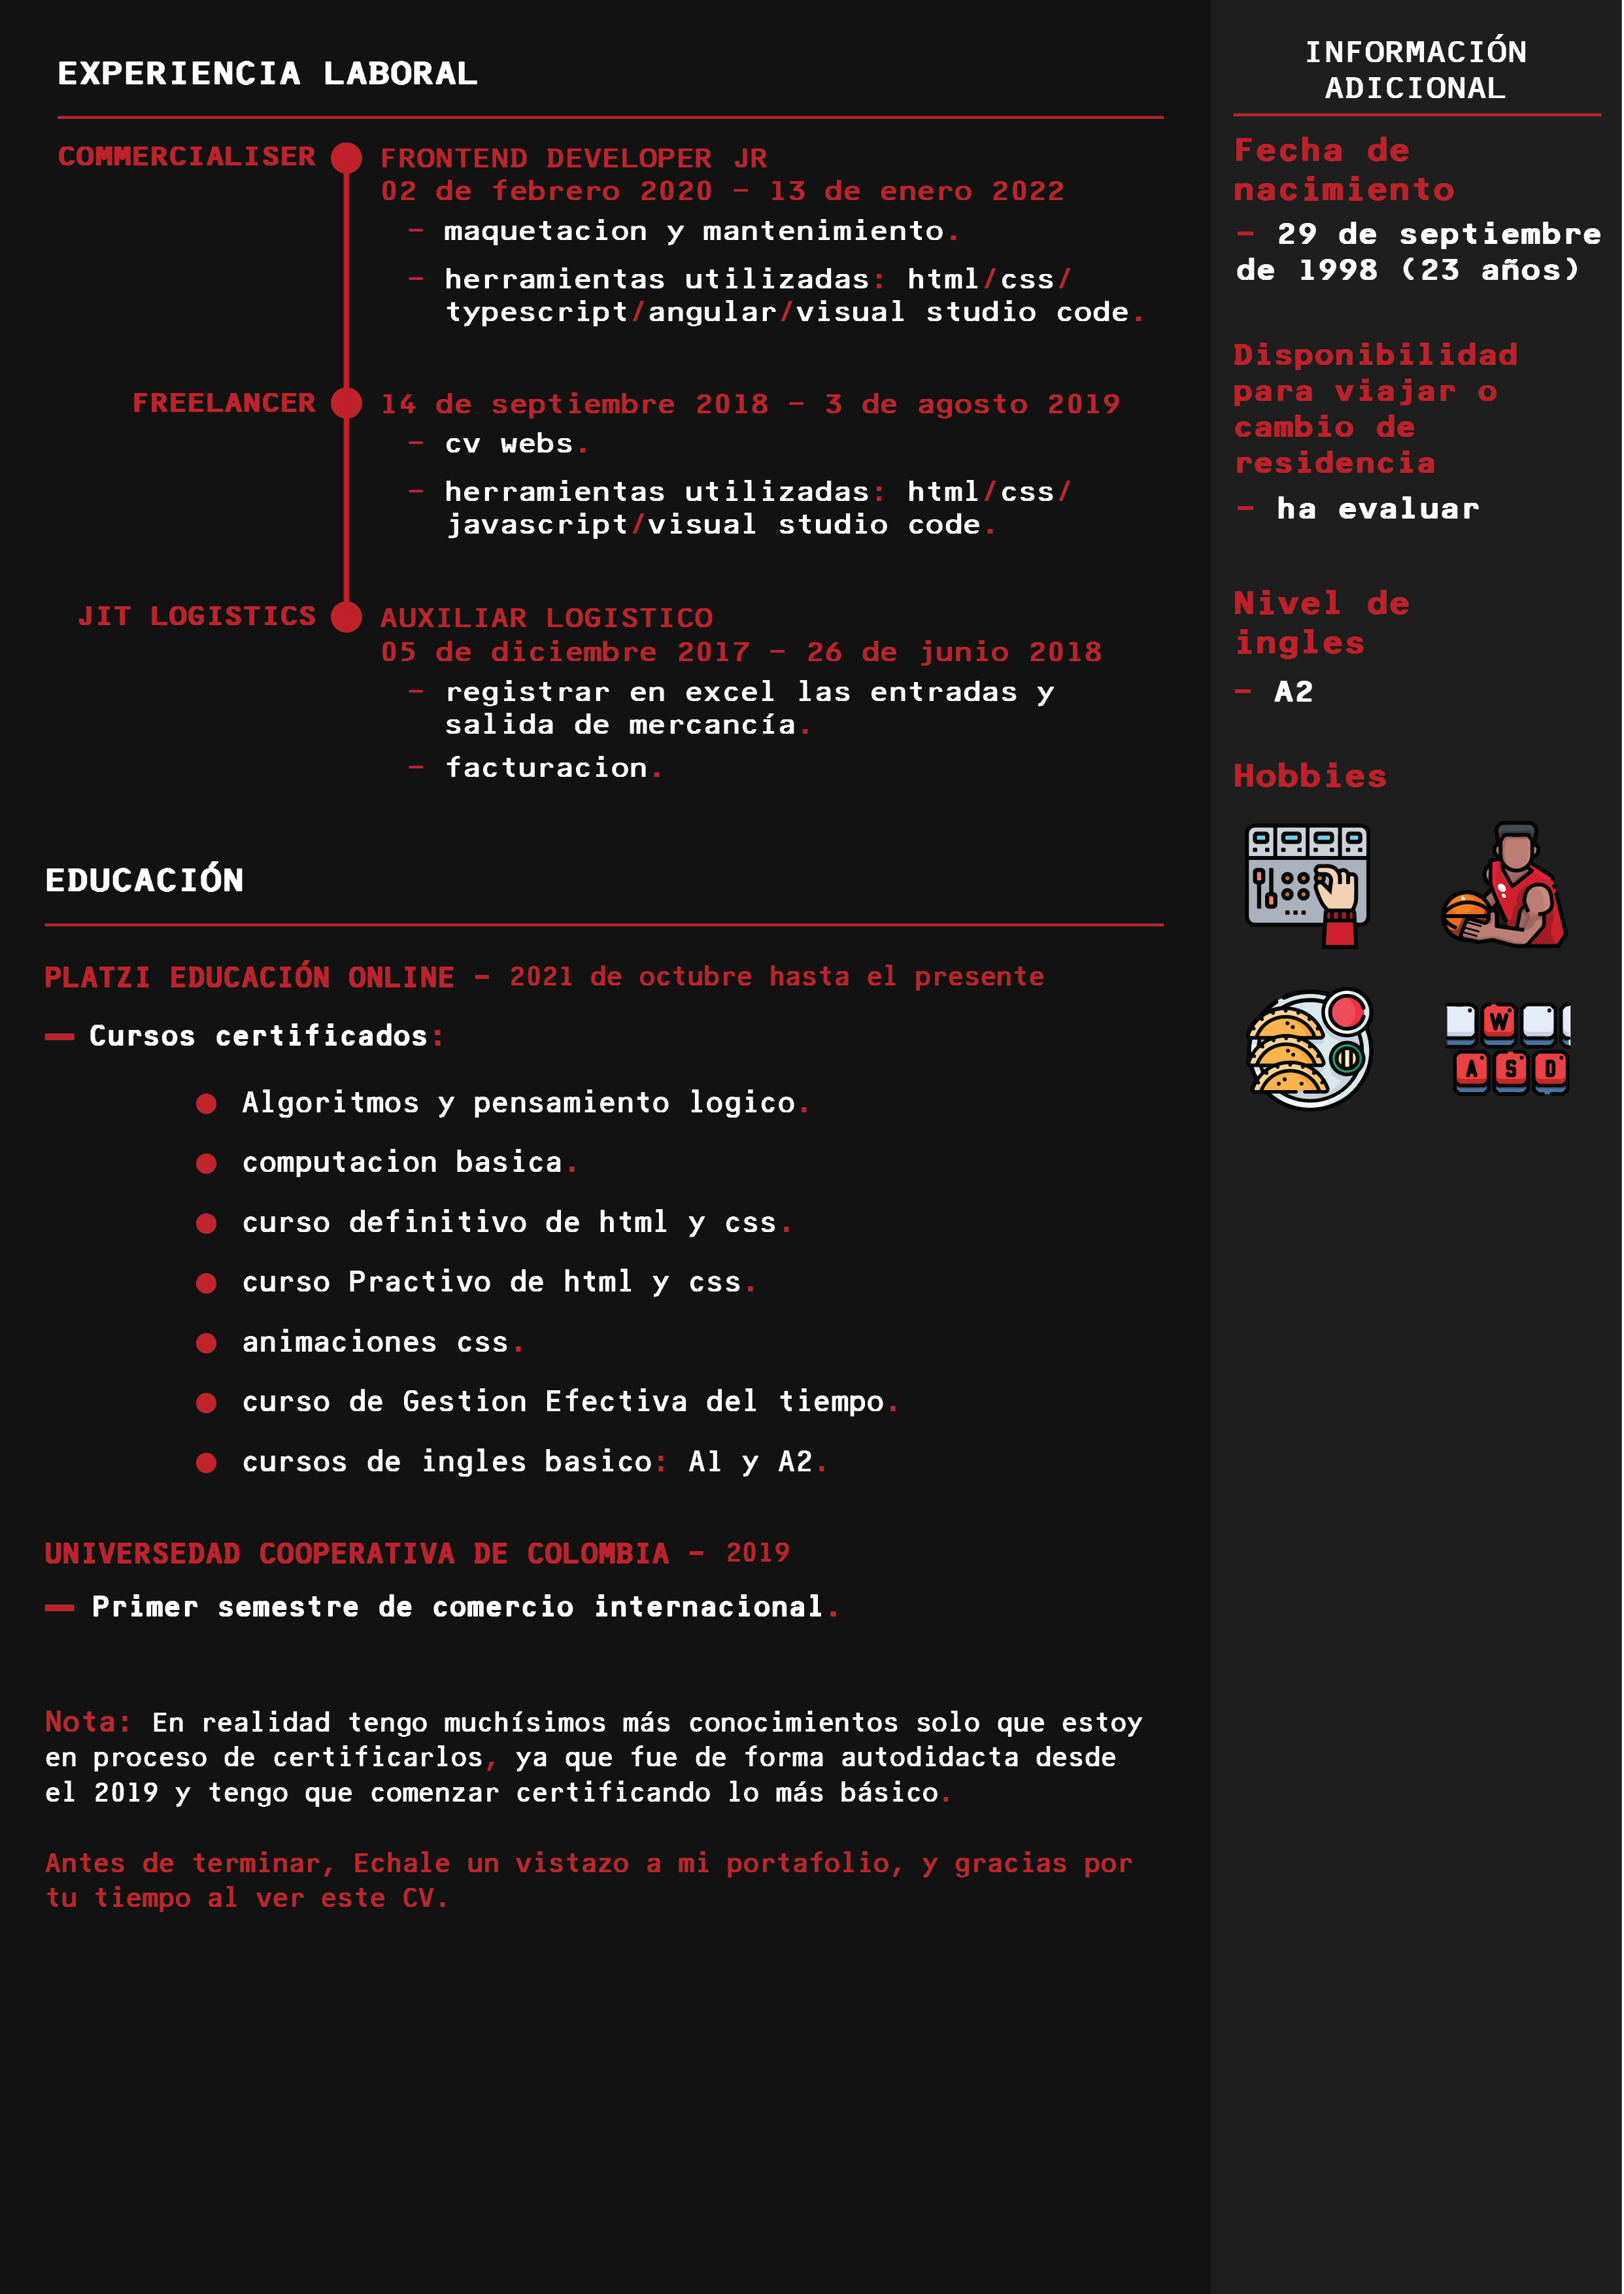 EXPERIENCIA LABORAL
COMMERCIALISER
FRONTEND DEVELOPER JR
02 de febrero 2020 - 13 de enero 2022
- maquetacion y mantenimiento.
- herramientas utilizadas: html/css/
typescript/angular/visual studio code.
FREELANCER
14 de septiembre 2018 - 3 de agosto 2019
- cv webs.
- herramientas utilizadas: html/css/
javascript/visual studio code.
JIT LOGISTICS
AUXILIAR LOGISTICO
05 de diciembre 2017 - 26 de junio 2018
- registrar en excel las entradas y
salida de mercancía.
- facturacion.
EDUCACIÓN
PLATZI EDUCACIÓN ONLINE - 2021 de octubre hasta el presente
— Cursos certificados:
● Algoritmos y pensamiento logico.
● computacion basica.
● curso definitivo de html y css.
● curso Practivo de html y css.
● animaciones css.
● curso de Gestion Efectiva del tiempo.
● cursos de ingles basico: A1 y A2.
UNIVERSEDAD COOPERATIVA DE COLOMBIA - 2019
— Primer semestre de comercio internacional.
Nota: En realidad tengo muchísimos más conocimientos solo que estoy
en proceso de certificarlos, ya que fue de forma autodidacta desde
el 2019 y tengo que comenzar certificando lo más básico.
Antes de terminar, Echale un vistazo a mi portafolio, y gracias por
tu tiempo al ver este CV.
INFORMACIÓN
ADICIONAL
Fecha de
nacimiento
- 29 de septiembre
de 1998 (23 años)
Disponibilidad
para viajar o
cambio de
residencia
- ha evaluar
Nivel de
ingles
- A2
Hobbies
W
A S D